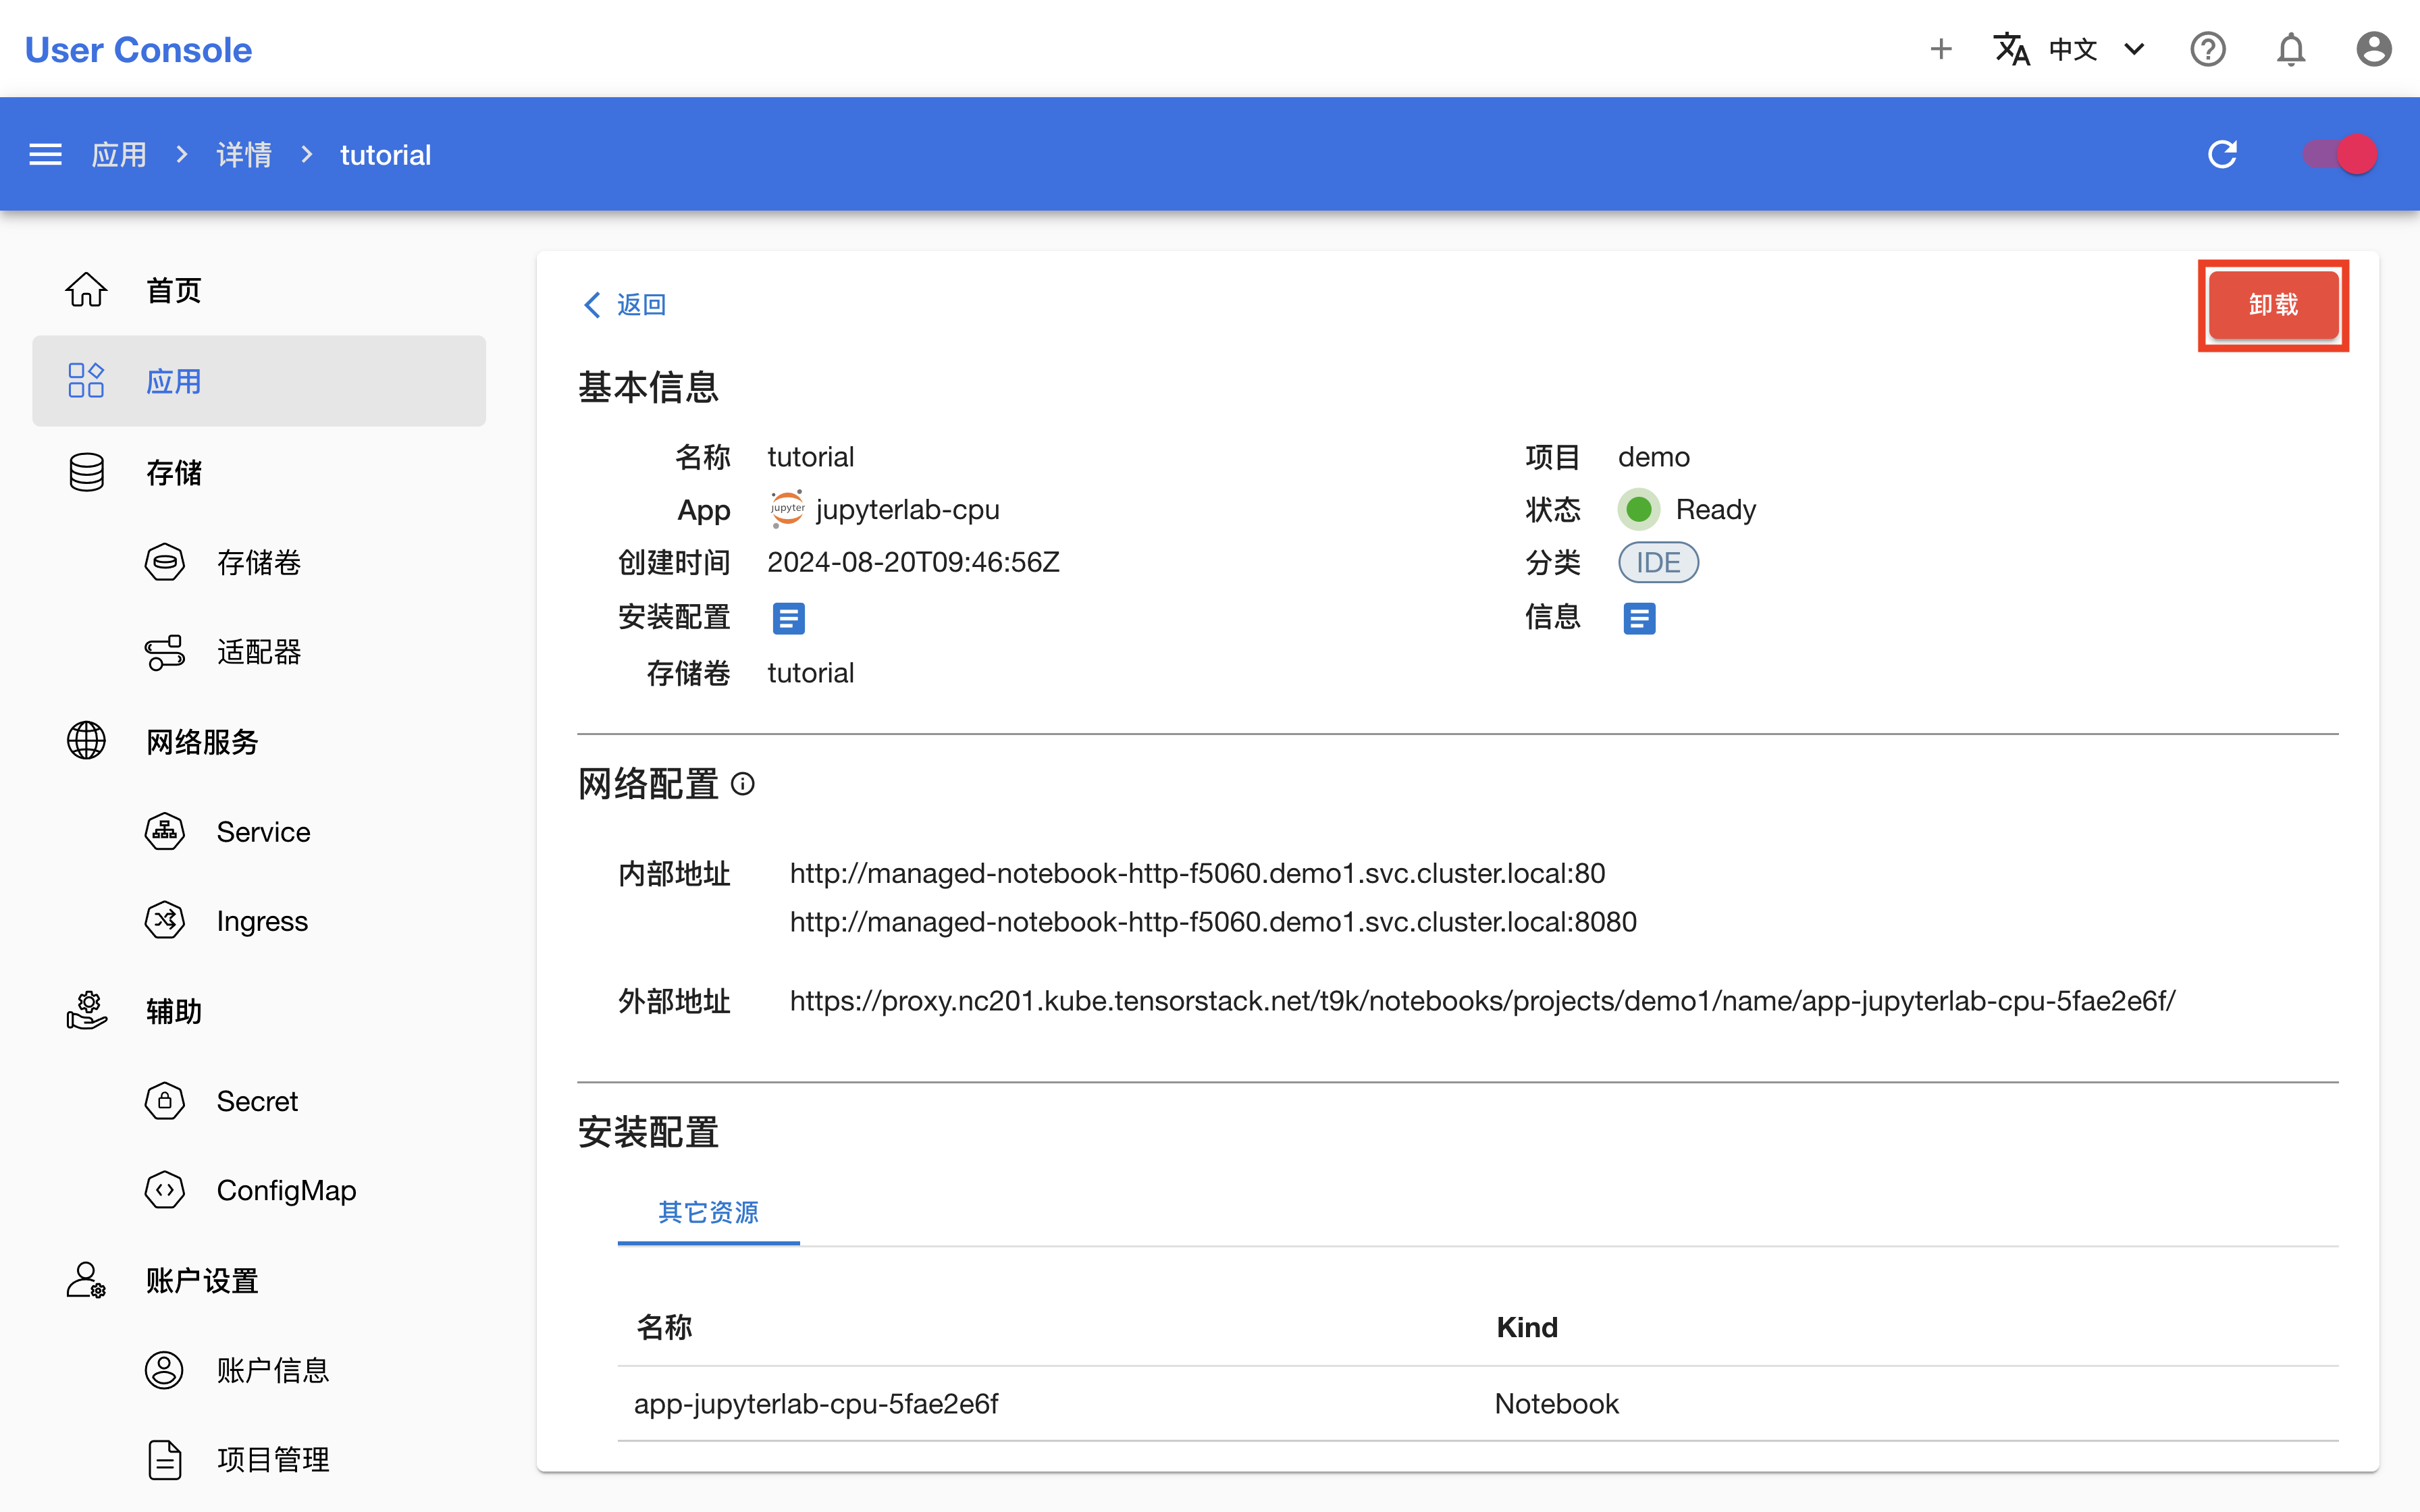 User Console
中文
应用 > 详情 > tutorial
首页
应用
存储
存储卷
适配器
网络服务
Service
Ingress
辅助
Secret
ConfigMap
账户设置
账户信息
项目管理
返回
卸载
基本信息
名称 tutorial
项目 demo
App jupyter jupyterlab-cpu
状态 Ready
创建时间 2024-08-20T09:46:56Z
分类 IDE
安装配置
信息
存储卷 tutorial
网络配置
内部地址 http://managed-notebook-http-f5060.demo1.svc.cluster.local:80
http://managed-notebook-http-f5060.demo1.svc.cluster.local:8080
外部地址 https://proxy.nc201.kube.tensorstack.net/t9k/notebooks/projects/demo1/name/app-jupyterlab-cpu-5fae2e6f/
安装配置
其它资源
名称 Kind
app-jupyterlab-cpu-5fae2e6f Notebook